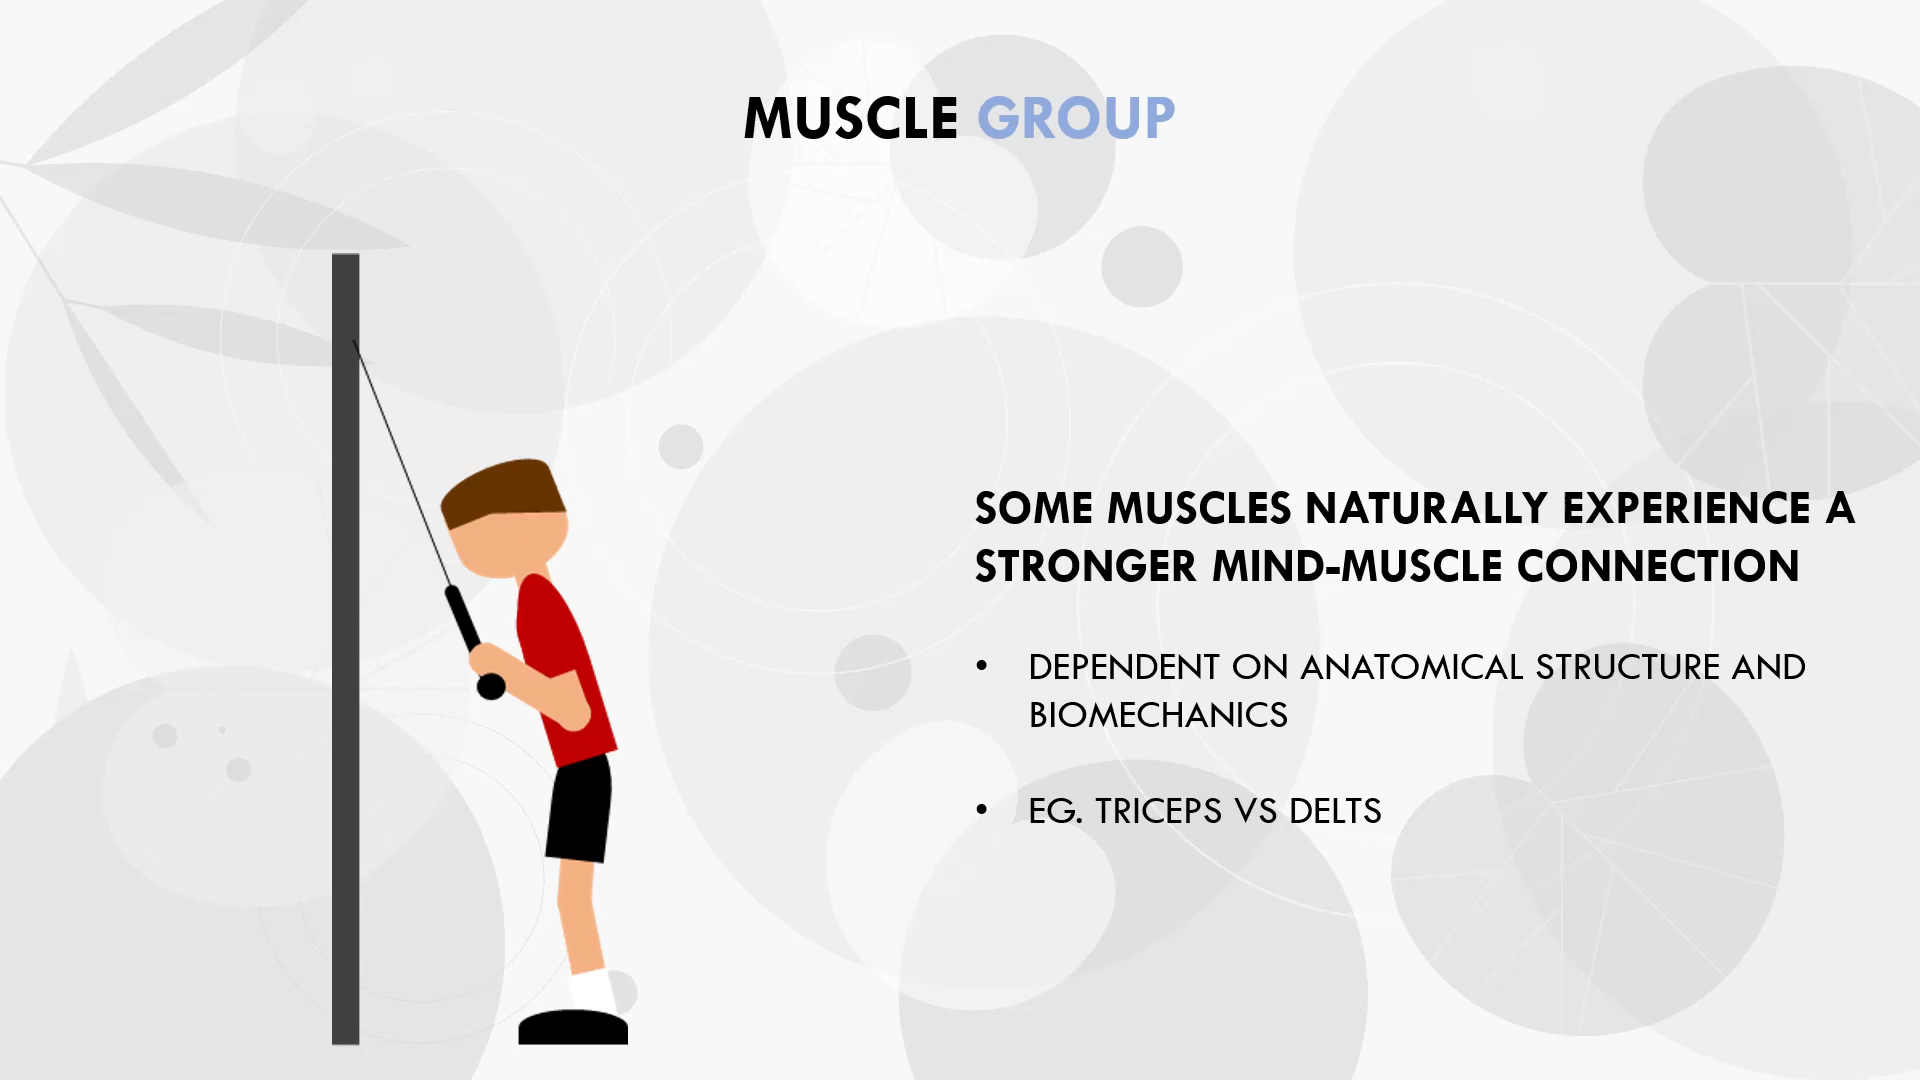 MUSCLE GROUP
SOME MUSCLES NATURALLY EXPERIENCE A
STRONGER MIND-MUSCLE CONNECTION
• DEPENDENT ON ANATOMICAL STRUCTURE AND
BIOMECHANICS
• EG. TRICEPS VS DELTS